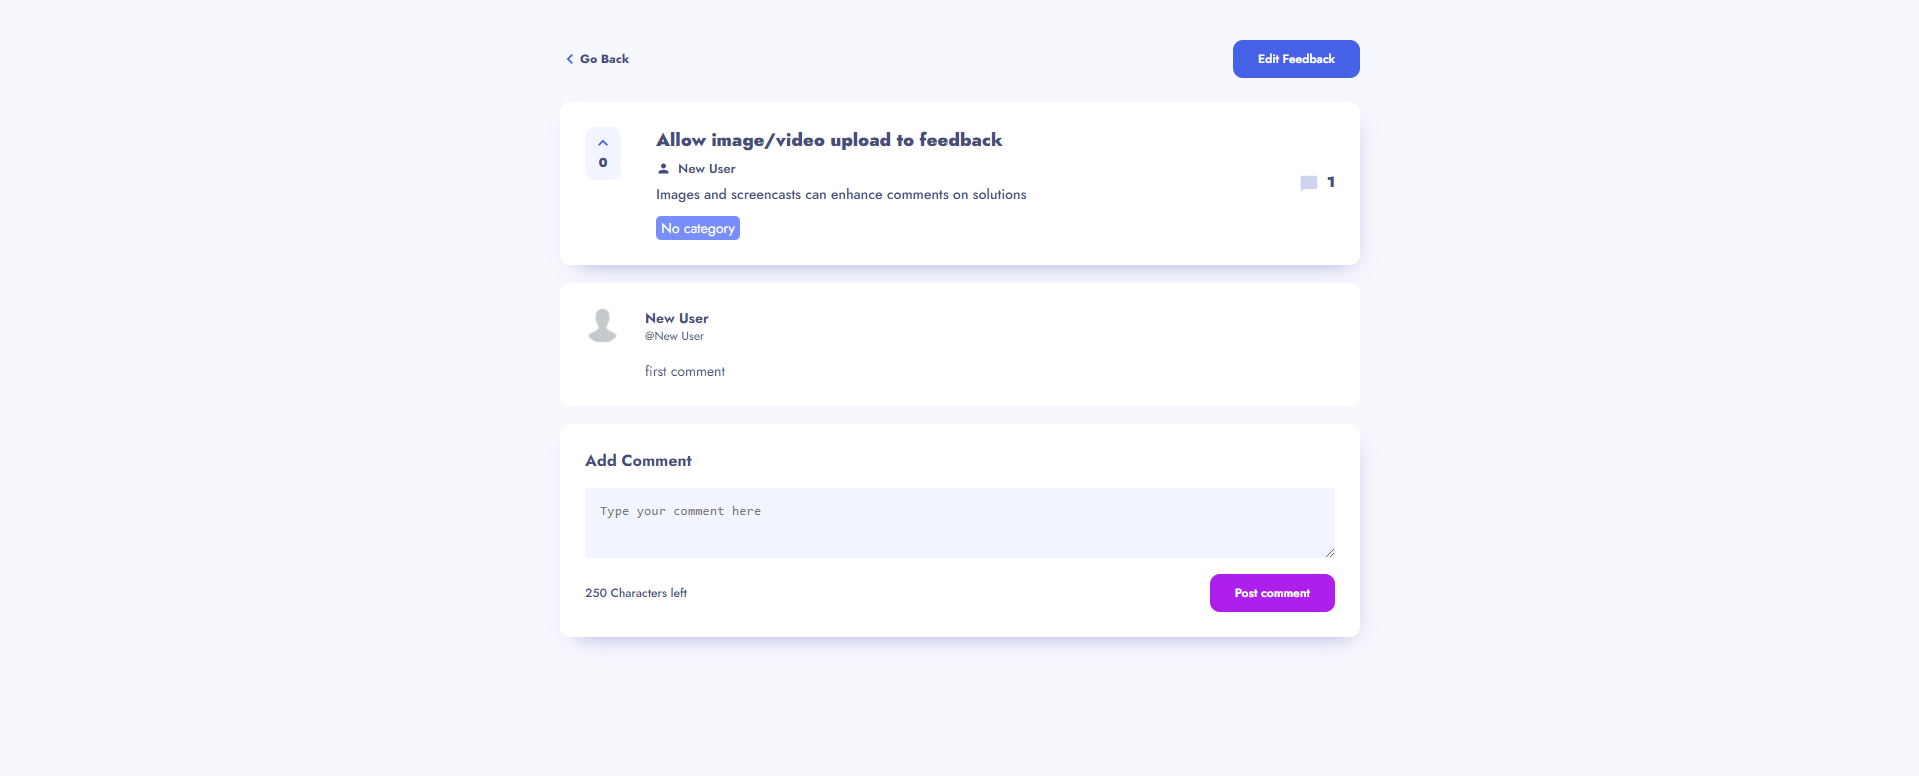 Go Back
Edit Feedback
0
Allow image/video upload to feedback
New User
Images and screencasts can enhance comments on solutions
No category
1
New User
@New User
first comment
Add Comment
Type your comment here
250 Characters left
Post comment